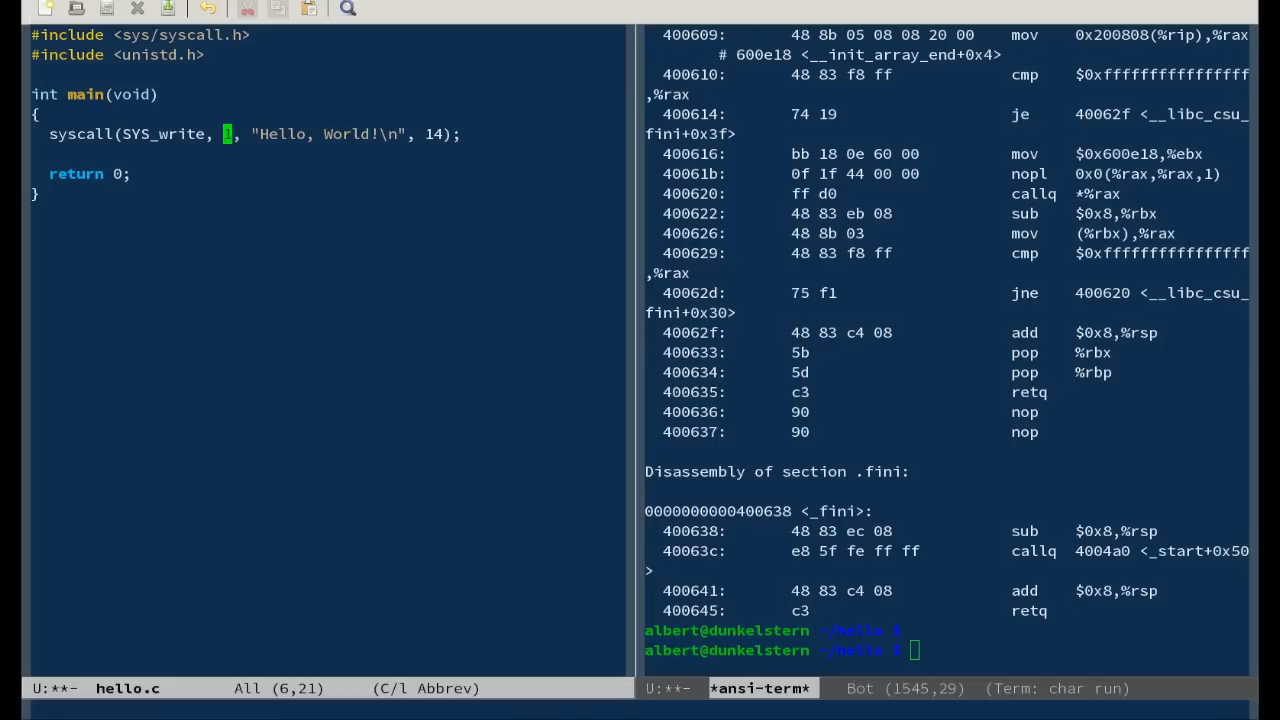 #include <sys/syscall.h>
#include <unistd.h>
int main(void)
{
syscall(SYS_write, 1, "Hello, World!\n", 14);
return 0;
}
U:**- hello.c All (6,21) (C/l Abbrev)
400609: 48 8b 05 08 08 20 00 mov 0x200808(%rip),%rax
# 600e18 <__init_array_end+0x4>
400610: 48 83 f8 ff cmp $0xffffffffffffffff
,%rax
400614: 74 19 je 40062f <__libc_csu_
fini+0x3f>
400616: bb 18 0e 60 00 mov $0x600e18,%ebx
40061b: 0f 1f 44 00 00 nopl 0x0(%rax,%rax,1)
400620: ff d0 callq *%rax
400622: 48 83 eb 08 sub $0x8,%rbx
400626: 48 8b 03 mov (%rbx),%rax
400629: 48 83 f8 ff cmp $0xffffffffffffffff
,%rax
40062d: 75 f1 jne 400620 <__libc_csu_
fini+0x30>
40062f: 48 83 c4 08 add $0x8,%rsp
400633: 5b pop %rbx
400634: 5d pop %rbp
400635: c3 retq
400636: 90 nop
400637: 90 nop
Disassembly of section .fini:
0000000000400638 <_fini>:
400638: 48 83 ec 08 sub $0x8,%rsp
40063c: e8 5f fe ff ff callq 4004a0 <_start+0x50
>
400641: 48 83 c4 08 add $0x8,%rsp
400645: c3 retq
albert@dunkelstern ~/hello $
albert@dunkelstern ~/hello $
U:**- *ansi-term* Bot (1545,29) (Term: char run)